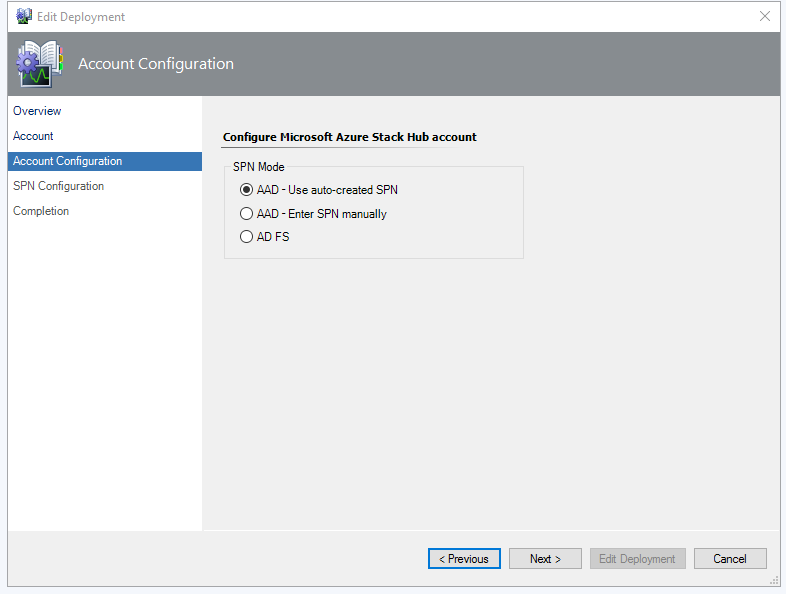 Edit Deployment
Account Configuration
Overview
Account
Account Configuration
SPN Configuration
Completion
Configure Microsoft Azure Stack Hub account
SPN Mode
AAD - Use auto-created SPN
AAD - Enter SPN manually
AD FS
< Previous
Next >
Edit Deployment
Cancel